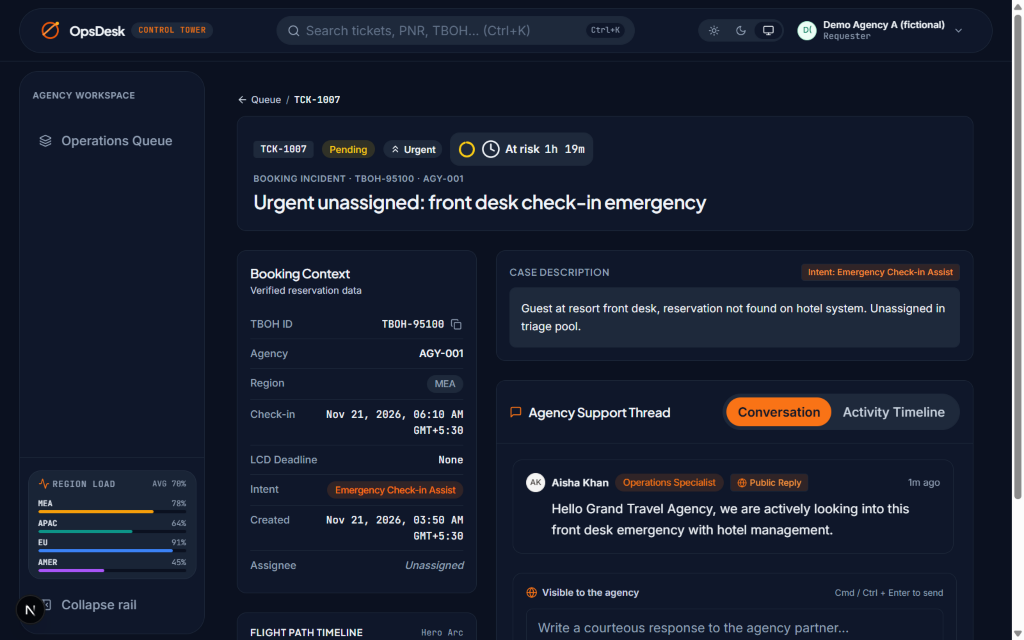 OpsDesk CONTROL TOWER
Search tickets, PNR, TBOH... (Ctrl+K) Ctrl+K
D( Demo Agency A (fictional)
Requester
AGENCY WORKSPACE
Operations Queue
REGION LOAD AVG 70%
MEA 78%
APAC 64%
EU 91%
AMER 45%
N Collapse rail
← Queue / TCK-1007
TCK-1007 Pending Urgent At risk 1h 19m
BOOKING INCIDENT · TBOH-95100 · AGY-001
Urgent unassigned: front desk check-in emergency
Booking Context
Verified reservation data
TBOH ID TBOH-95100
Agency AGY-001
Region MEA
Check-in Nov 21, 2026, 06:10 AM
GMT+5:30
LCD Deadline None
Intent Emergency Check-in Assist
Created Nov 21, 2026, 03:50 AM
GMT+5:30
Assignee Unassigned
FLIGHT PATH TIMELINE Hero Arc
CASE DESCRIPTION Intent: Emergency Check-in Assist
Guest at resort front desk, reservation not found on hotel system. Unassigned in
triage pool.
Agency Support Thread Conversation Activity Timeline
AK Aisha Khan Operations Specialist Public Reply 1m ago
Hello Grand Travel Agency, we are actively looking into this
front desk emergency with hotel management.
Visible to the agency Cmd / Ctrl + Enter to send
Write a courteous response to the agency partner...